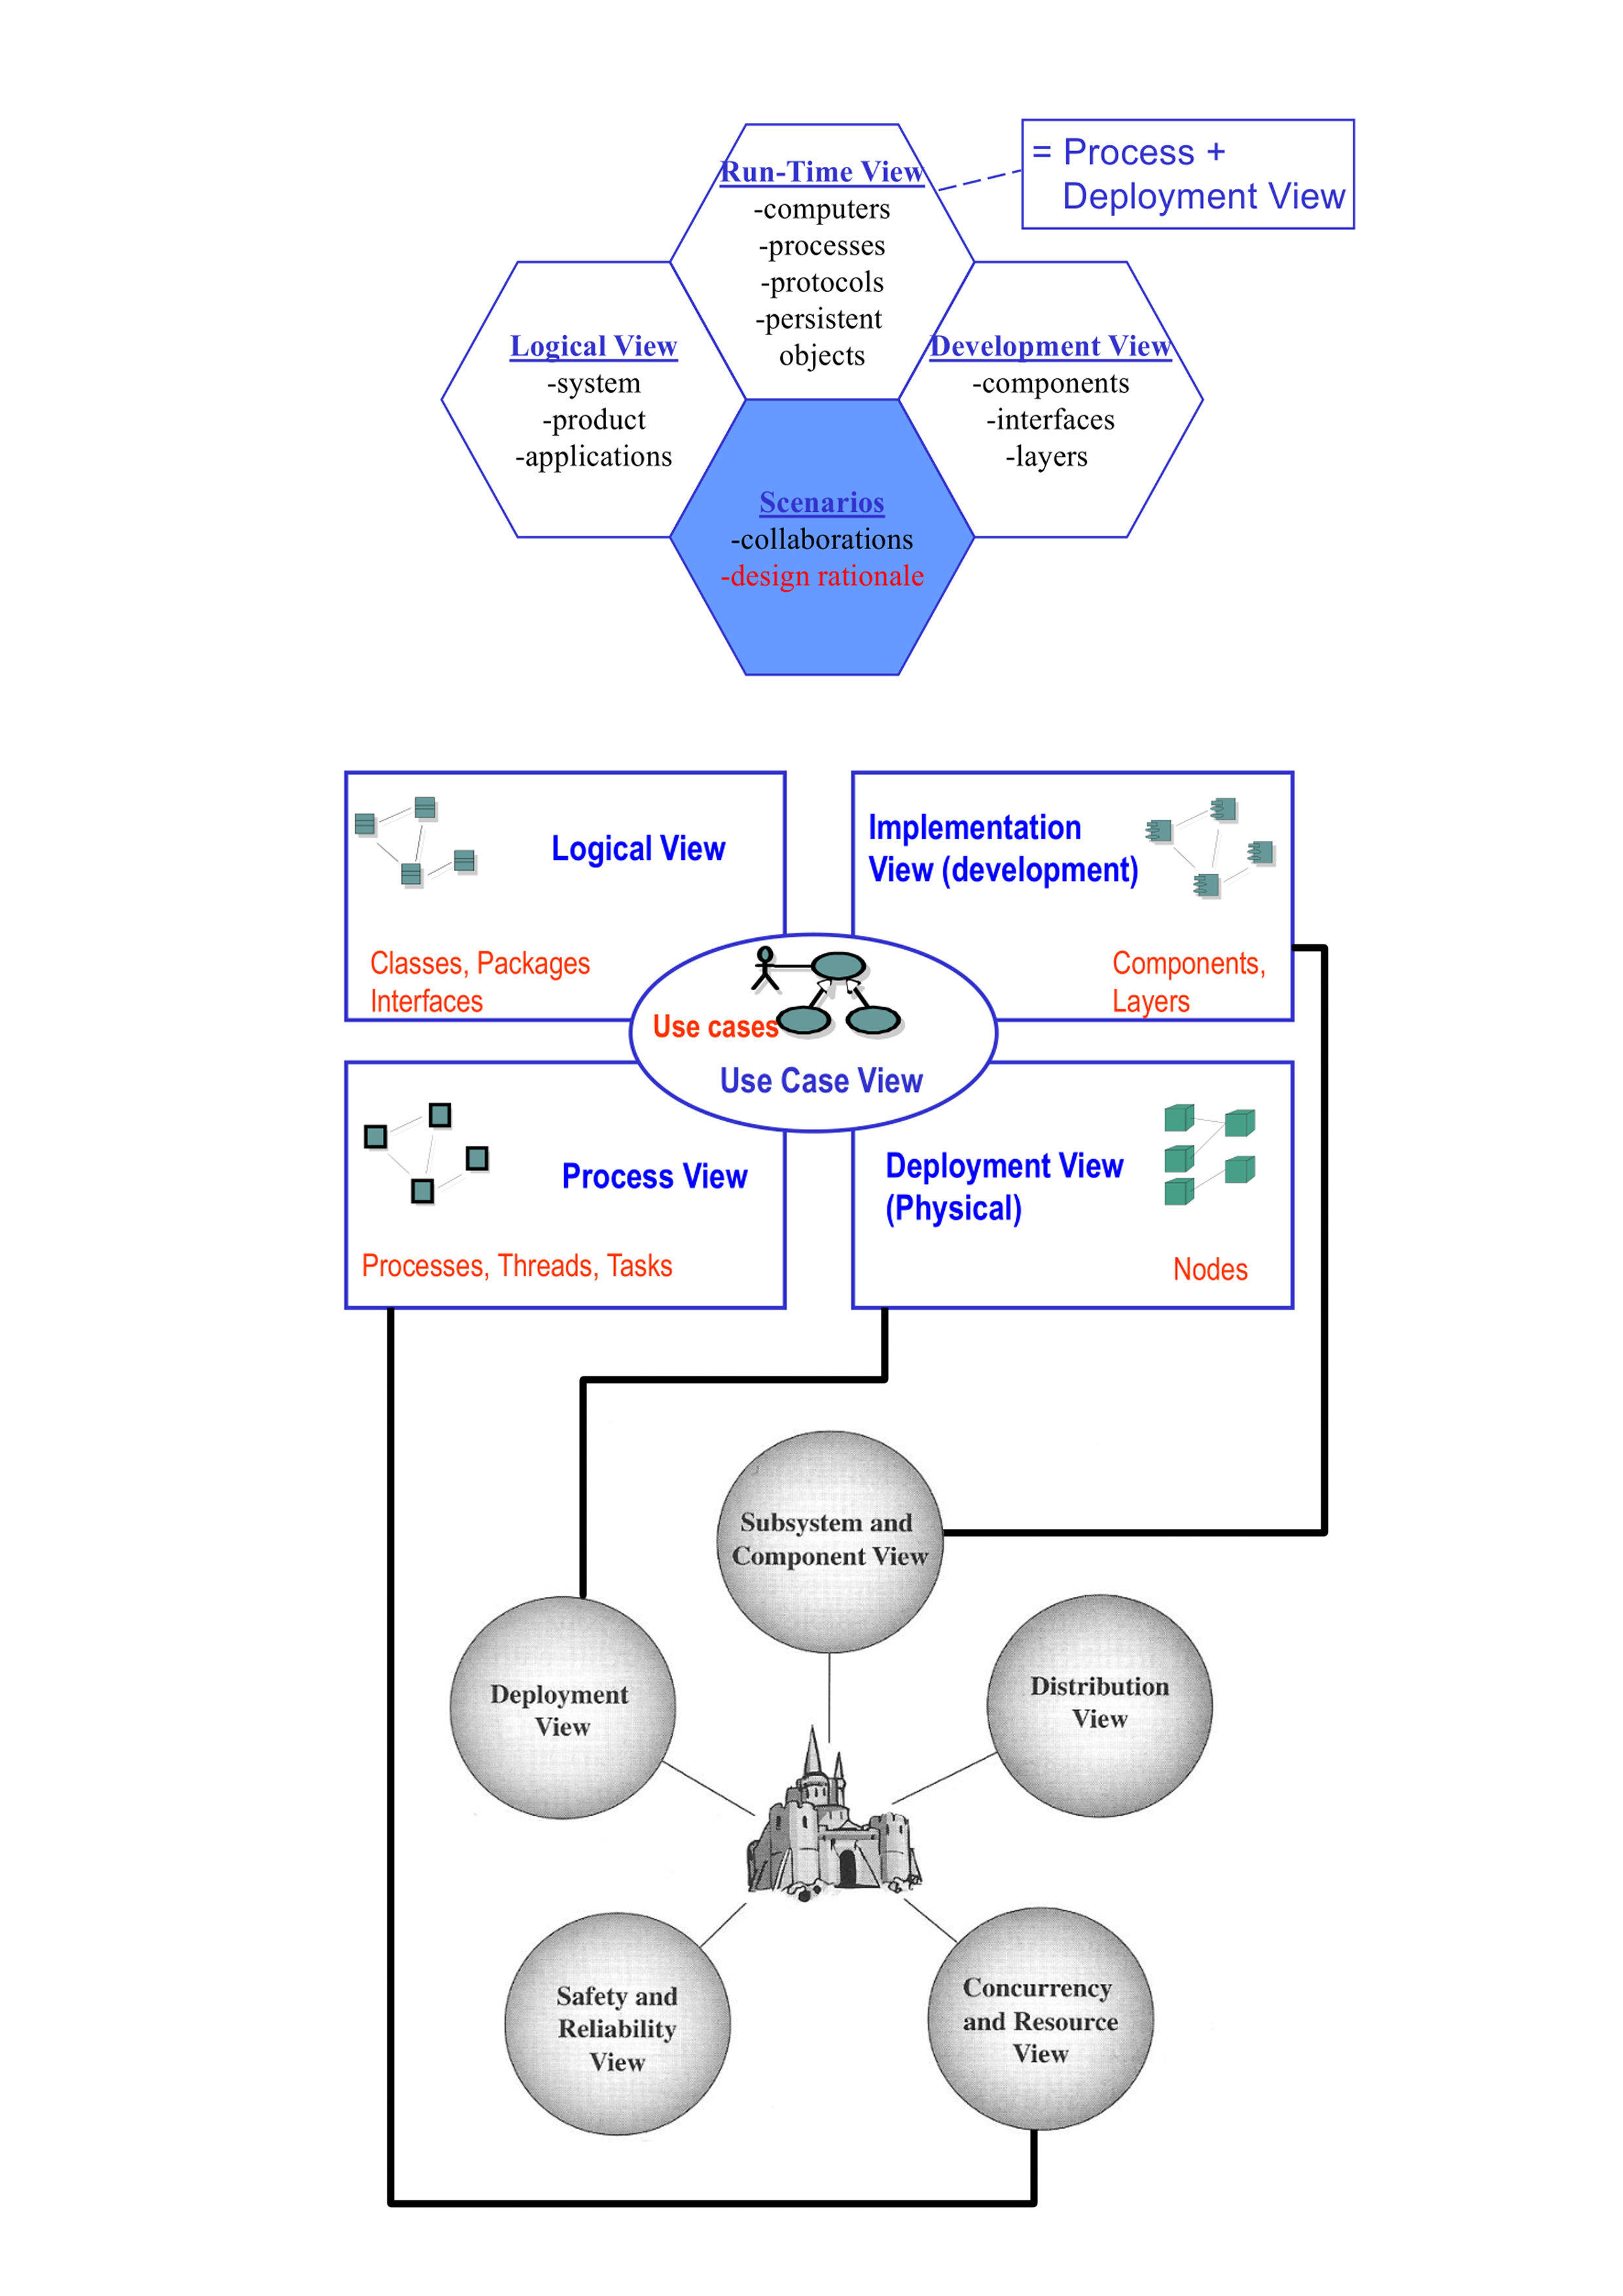 Run-Time View
-computers
-processes
-protocols
-persistent
objects
= Process +
Deployment View
Logical View
-system
-product
-applications
Development View
-components
-interfaces
-layers
Scenarios
-collaborations
-design rationale
Logical View
Classes, Packages
Interfaces
Implementation
View (development)
Components,
Layers
Use cases
Use Case View
Process View
Processes, Threads, Tasks
Deployment View
(Physical)
Nodes
Subsystem and
Component View
Deployment
View
Distribution
View
Safety and
Reliability
View
Concurrency
and Resource
View